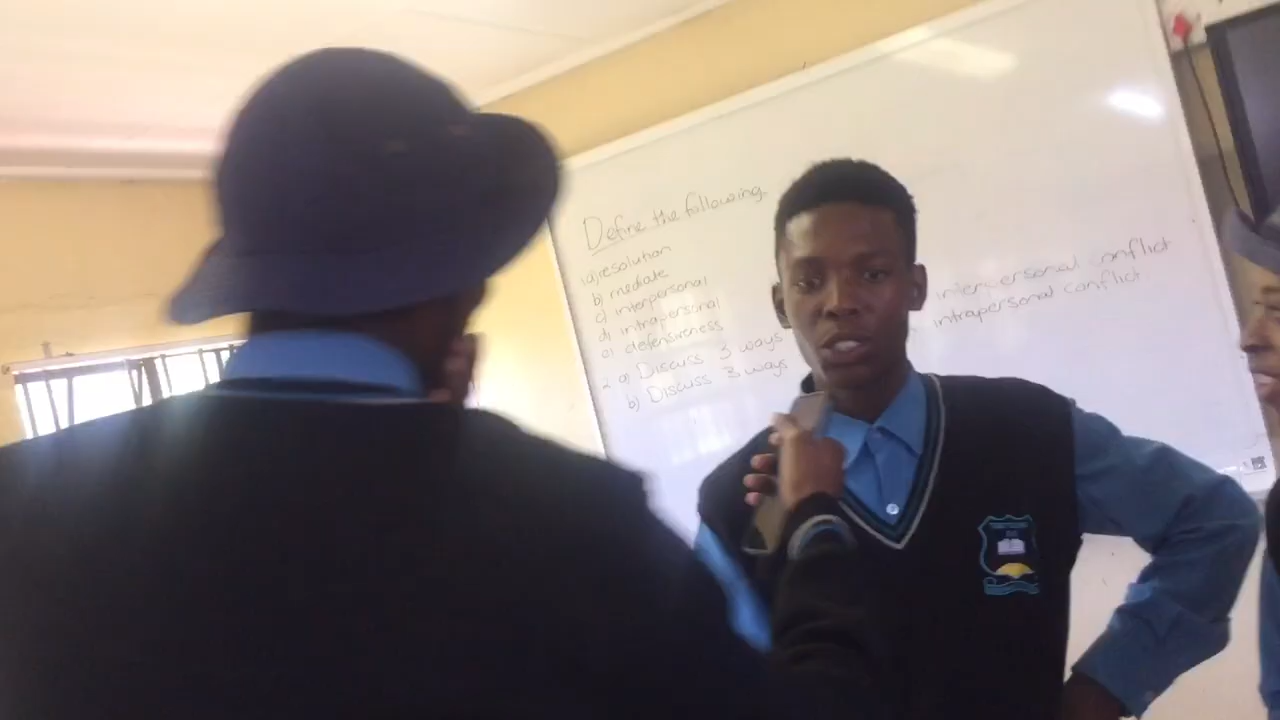 Define the following.
1a) resolution
b) mediate
c) interpersonal
d) intrapersonal
e) defensiveness
2 a) Discuss 3 ways interpersonal conflict
b) Discuss 3 ways intrapersonal conflict